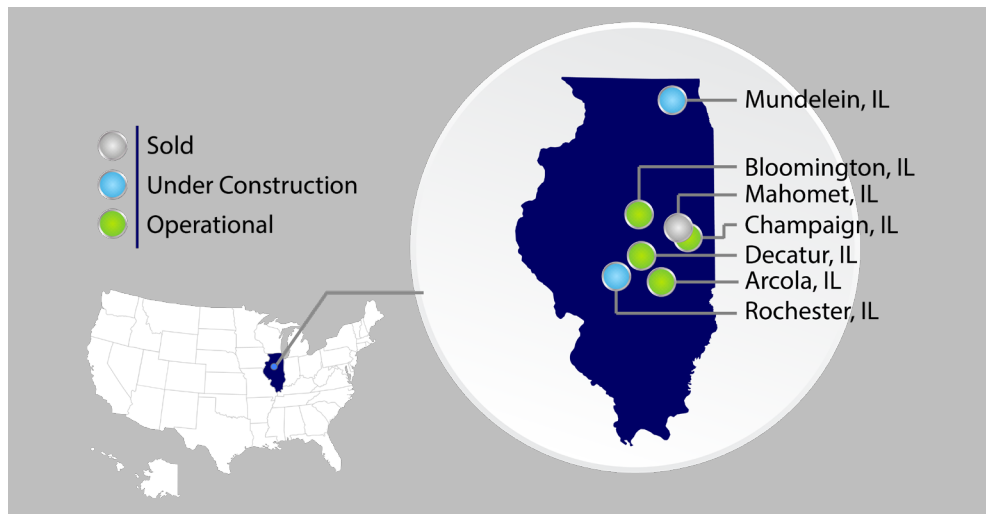 Sold
Under Construction
Operational
Mundelein, IL
Bloomington, IL
Mahomet, IL
Champaign, IL
Decatur, IL
Arcola, IL
Rochester, IL